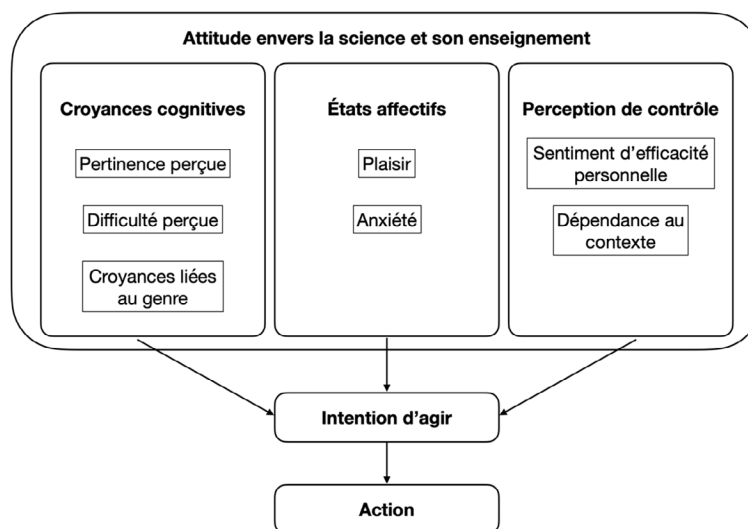 Attitude envers la science et son enseignement
Croyances cognitives
Pertinence perçue
Difficulté perçue
Croyances liées
au genre
États affectifs
Plaisir
Anxiété
Perception de contrôle
Sentiment d’efficacité
personnelle
Dépendance au
contexte
Intention d’agir
Action